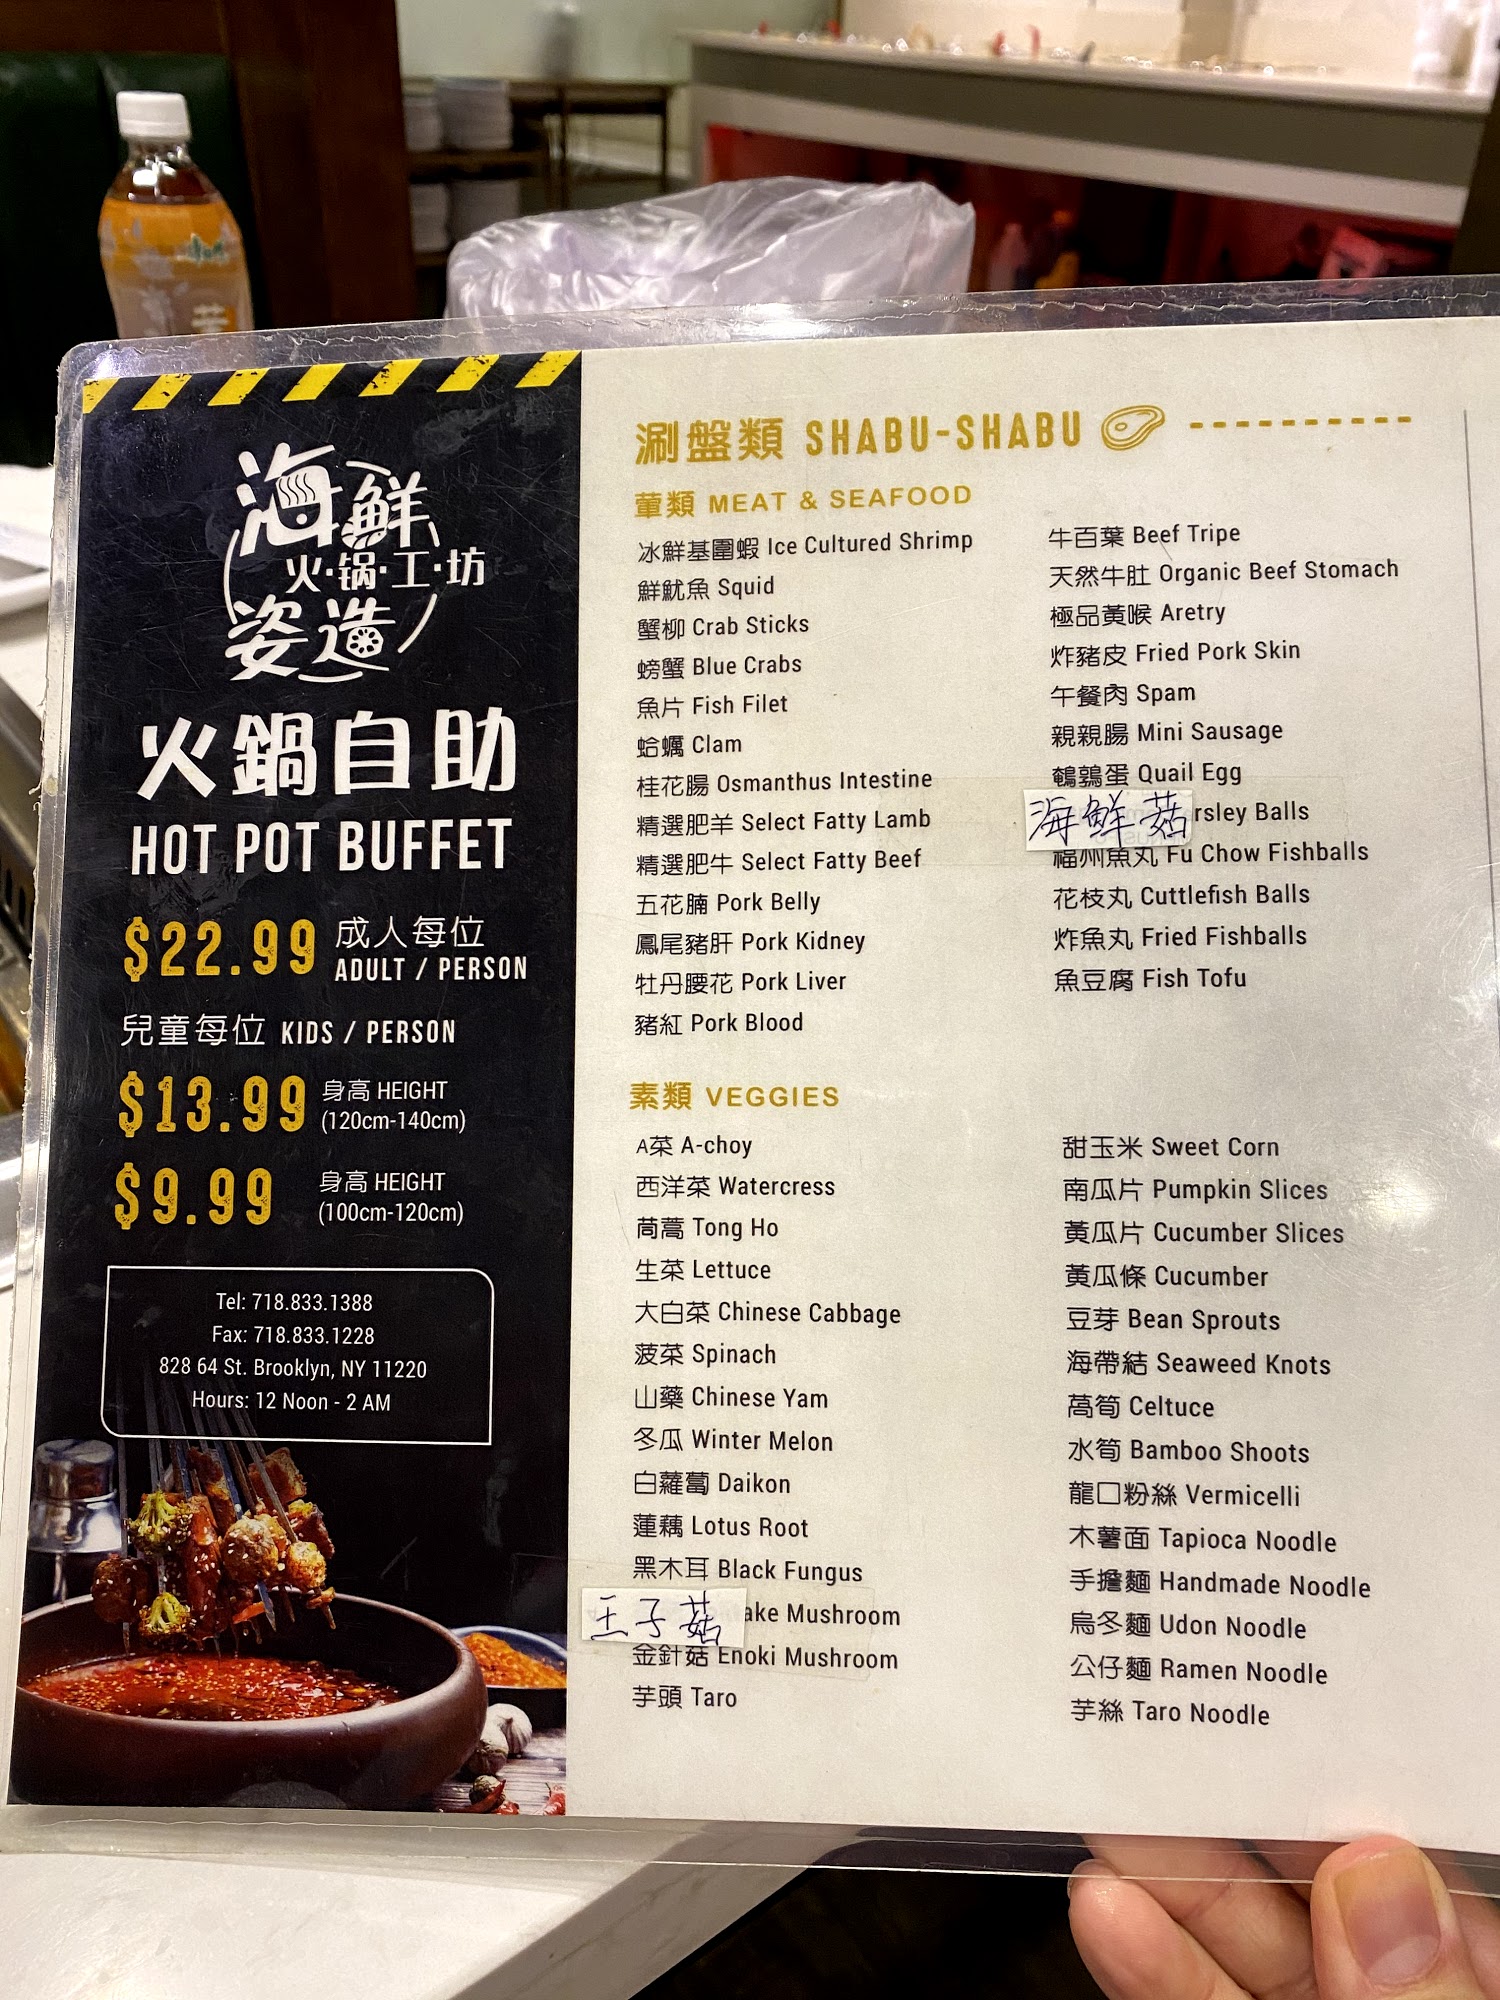 海鮮
火·锅·工·坊
姿造
火鍋自助
HOT POT BUFFET
$22.99 成人每位
ADULT / PERSON
兒童每位 KIDS / PERSON
$13.99 身高 HEIGHT
(120cm-140cm)
$9.99 身高 HEIGHT
(100cm-120cm)
Tel: 718.833.1388
Fax: 718.833.1228
828 64 St. Brooklyn, NY 11220
Hours: 12 Noon - 2 AM
涮盤類 SHABU-SHABU
葷類 MEAT & SEAFOOD
冰鮮基圍蝦 Ice Cultured Shrimp
鮮魷魚 Squid
蟹柳 Crab Sticks
螃蟹 Blue Crabs
魚片 Fish Filet
蛤蠣 Clam
桂花腸 Osmanthus Intestine
精選肥羊 Select Fatty Lamb
精選肥牛 Select Fatty Beef
五花腩 Pork Belly
鳳尾豬肝 Pork Kidney
牡丹腰花 Pork Liver
豬紅 Pork Blood
牛百葉 Beef Tripe
天然牛肚 Organic Beef Stomach
極品黃喉 Aretry
炸豬皮 Fried Pork Skin
午餐肉 Spam
親親腸 Mini Sausage
鵪鶉蛋 Quail Egg
海鮮菇 rsley Balls
福州魚丸 Fu Chow Fishballs
花枝丸 Cuttlefish Balls
炸魚丸 Fried Fishballs
魚豆腐 Fish Tofu
素類 VEGGIES
A菜 A-choy
西洋菜 Watercress
茼蒿 Tong Ho
生菜 Lettuce
大白菜 Chinese Cabbage
菠菜 Spinach
山藥 Chinese Yam
冬瓜 Winter Melon
白蘿蔔 Daikon
蓮藕 Lotus Root
黑木耳 Black Fungus
王子菇 ake Mushroom
金針菇 Enoki Mushroom
芋頭 Taro
甜玉米 Sweet Corn
南瓜片 Pumpkin Slices
黃瓜片 Cucumber Slices
黃瓜條 Cucumber
豆芽 Bean Sprouts
海帶結 Seaweed Knots
萵筍 Celtuce
水筍 Bamboo Shoots
龍口粉絲 Vermicelli
木薯面 Tapioca Noodle
手擔麵 Handmade Noodle
烏冬麵 Udon Noodle
公仔麵 Ramen Noodle
芋絲 Taro Noodle